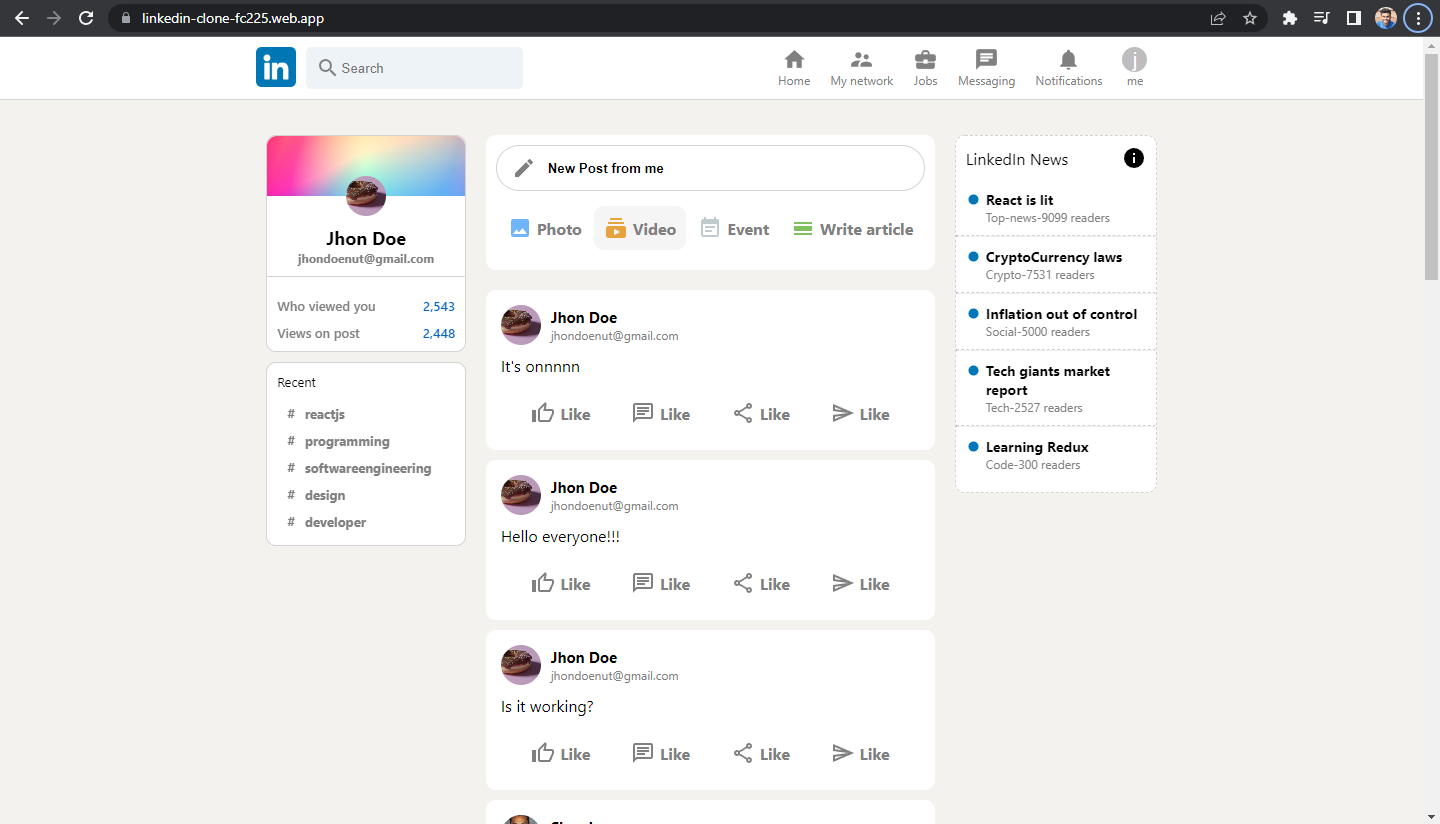 linkedin-clone-fc225.web.app
in
Search
Home
My network
Jobs
Messaging
Notifications
j
me
Jhon Doe
jhondoenut@gmail.com
Who viewed you 2,543
Views on post 2,448
Recent
# reactjs
# programming
# softwareengineering
# design
# developer
New Post from me
Photo
Video
Event
Write article
Jhon Doe
jhondoenut@gmail.com
It's onnnnn
Like Like Like Like
Jhon Doe
jhondoenut@gmail.com
Hello everyone!!!
Like Like Like Like
Jhon Doe
jhondoenut@gmail.com
Is it working?
Like Like Like Like
LinkedIn News
React is lit
Top-news-9099 readers
CryptoCurrency laws
Crypto-7531 readers
Inflation out of control
Social-5000 readers
Tech giants market
report
Tech-2527 readers
Learning Redux
Code-300 readers